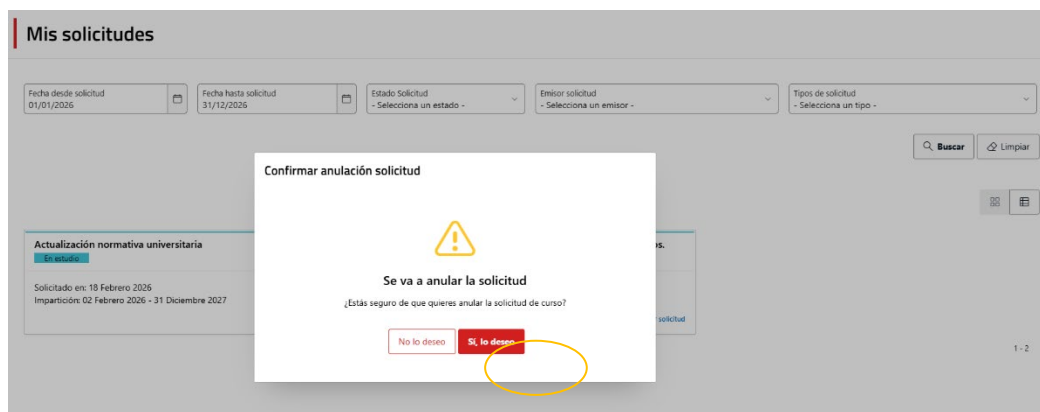 Mis solicitudes
Fecha desde solicitud
01/01/2026
Fecha hasta solicitud
31/12/2026
Estado Solicitud
- Selecciona un estado -
Emisor solicitud
- Selecciona un emisor -
Tipos de solicitud
- Selecciona un tipo -
Buscar
Limpiar
Confirmar anulación solicitud
Se va a anular la solicitud
¿Estás seguro de que quieres anular la solicitud de curso?
No lo deseo
Sí, lo deseo
Actualización normativa universitaria
En estudio
Solicitado en: 18 Febrero 2026
Impartición: 02 Febrero 2026 - 31 Diciembre 2027
os.
solicitud
1 - 2